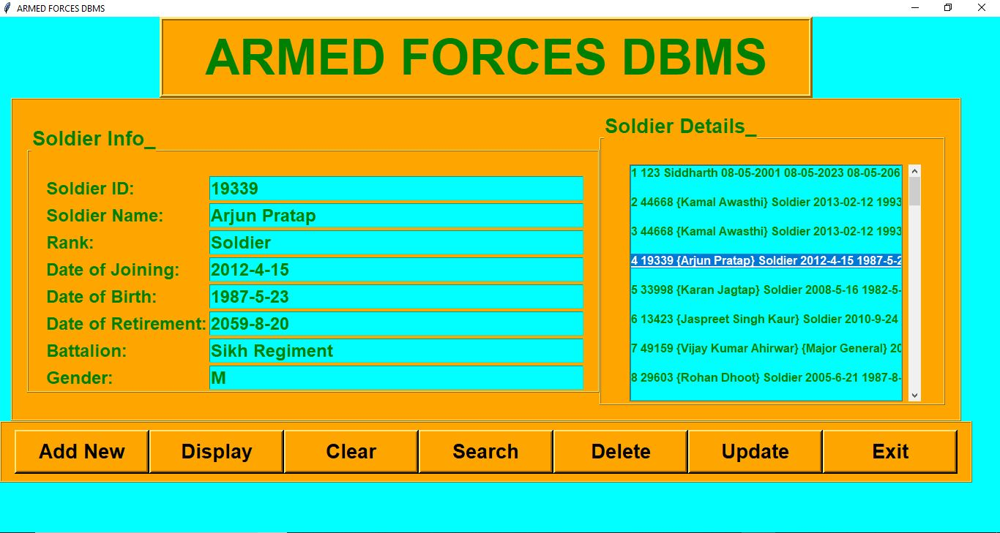 ARMED FORCES DBMS
ARMED FORCES DBMS
Soldier Info_
Soldier ID: 19339
Soldier Name: Arjun Pratap
Rank: Soldier
Date of Joining: 2012-4-15
Date of Birth: 1987-5-23
Date of Retirement: 2059-8-20
Battalion: Sikh Regiment
Gender: M
Soldier Details_
1 123 Siddharth 08-05-2001 08-05-2023 08-05-206
2 44668 {Kamal Awasthi} Soldier 2013-02-12 1993
3 44668 {Kamal Awasthi} Soldier 2013-02-12 1993
4 19339 {Arjun Pratap} Soldier 2012-4-15 1987-5-2
5 33998 {Karan Jagtap} Soldier 2008-5-16 1982-5-
6 13423 {Jaspreet Singh Kaur} Soldier 2010-9-24
7 49159 {Vijay Kumar Ahirwar} {Major General} 20
8 29603 {Rohan Dhoot} Soldier 2005-6-21 1987-8-
Add New Display Clear Search Delete Update Exit